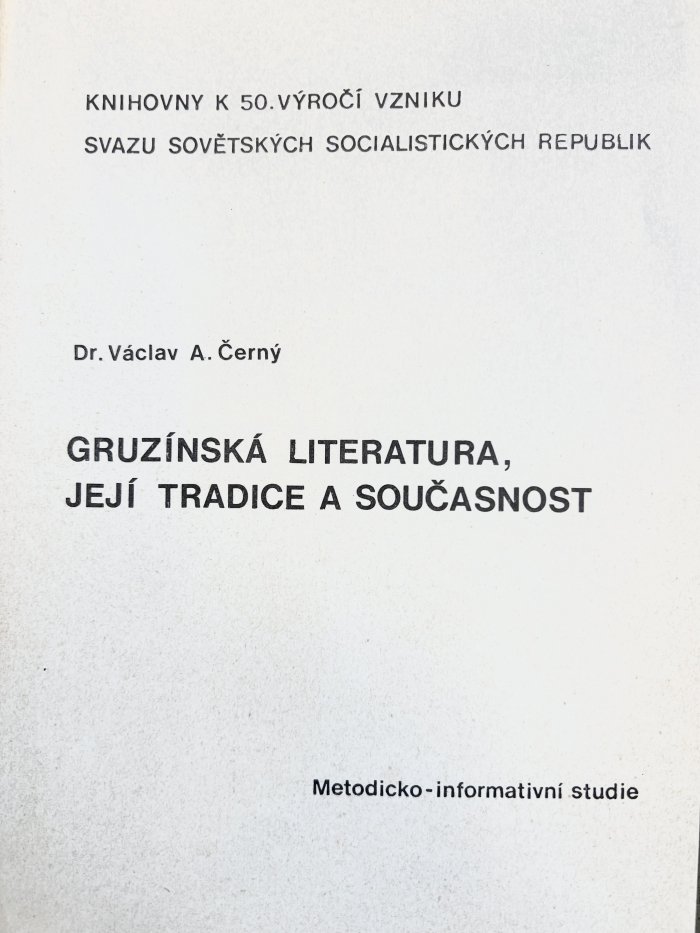 KNIHOVNY K 50. VÝROČÍ VZNIKU
SVAZU SOVĚTSKÝCH SOCIALISTICKÝCH REPUBLIK
Dr. Václav A. Černý
GRUZÍNSKÁ LITERATURA,
JEJÍ TRADICE A SOUČASNOST
Metodicko-informativní studie